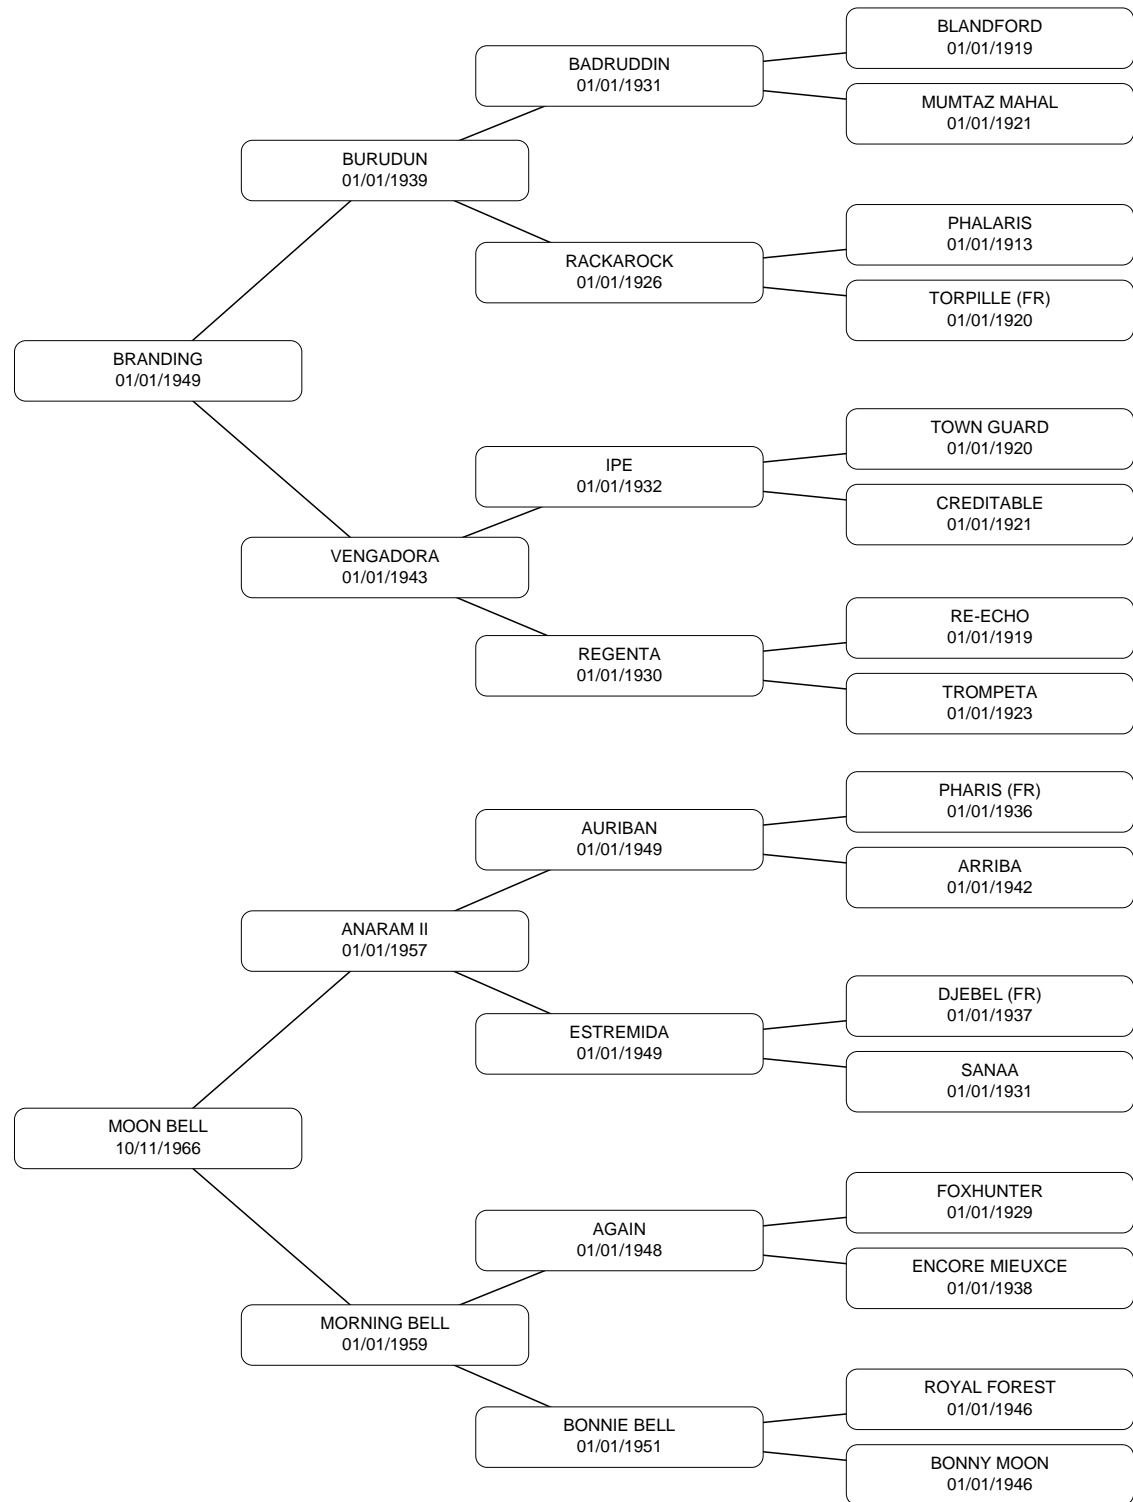 BLANDFORD
01/01/1919
BADRUDDIN
01/01/1931
MUMTAZ MAHAL
01/01/1921
BURUDUN
01/01/1939
PHALARIS
01/01/1913
RACKAROCK
01/01/1926
TORPILLE (FR)
01/01/1920
BRANDING
01/01/1949
TOWN GUARD
01/01/1920
IPE
01/01/1932
CREDITABLE
01/01/1921
VENGADORA
01/01/1943
RE-ECHO
01/01/1919
REGENTA
01/01/1930
TROMPETA
01/01/1923
PHARIS (FR)
01/01/1936
AURIBAN
01/01/1949
ARRIBA
01/01/1942
ANARAM II
01/01/1957
DJEBEL (FR)
01/01/1937
ESTREMIDA
01/01/1949
SANAA
01/01/1931
MOON BELL
10/11/1966
FOXHUNTER
01/01/1929
AGAIN
01/01/1948
ENCORE MIEUXCE
01/01/1938
MORNING BELL
01/01/1959
ROYAL FOREST
01/01/1946
BONNIE BELL
01/01/1951
BONNY MOON
01/01/1946